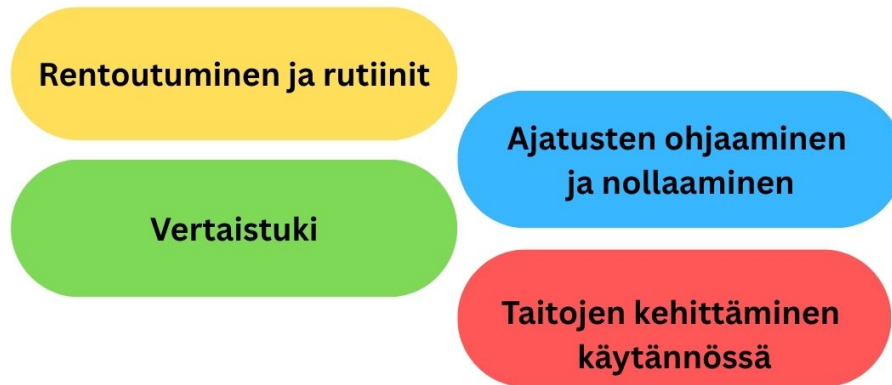 Rentoutuminen ja rutiinit
Ajatusten ohjaaminen
ja nollaaminen
Vertaistuki
Taitojen kehittäminen
käytännössä